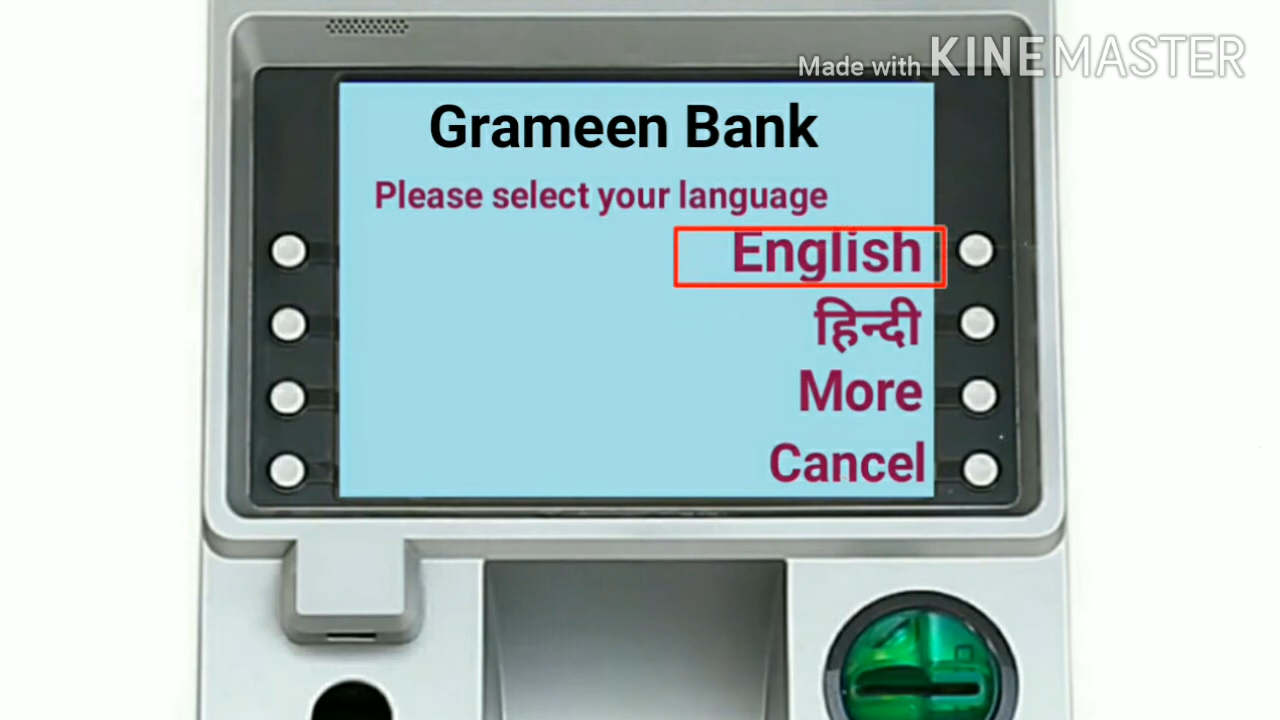 Made with KINEMASTER
Grameen Bank
Please select your language
English
हिन्दी
More
Cancel